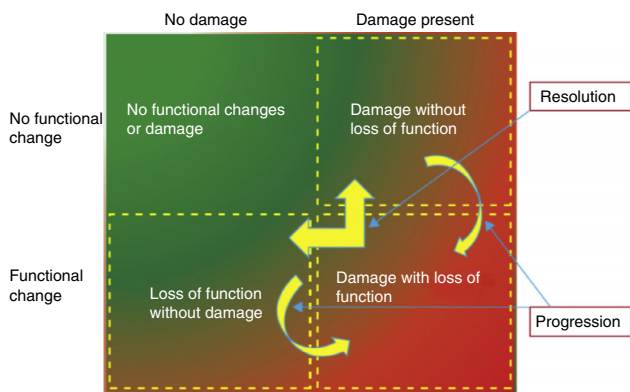 No damage
Damage present
No functional
change
No functional changes
or damage
Damage without
loss of function
Resolution
Functional
change
Loss of function
without damage
Damage with loss of
function
Progression